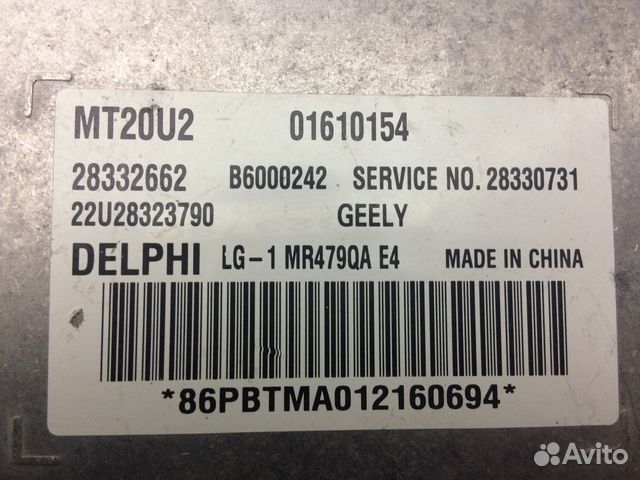 MT20U2 01610154
28332662 B6000242 SERVICE NO. 28330731
22U28323790 GEELY
DELPHI LG-1 MR479QA E4 MADE IN CHINA
*86PBTMA012160694*
Avito